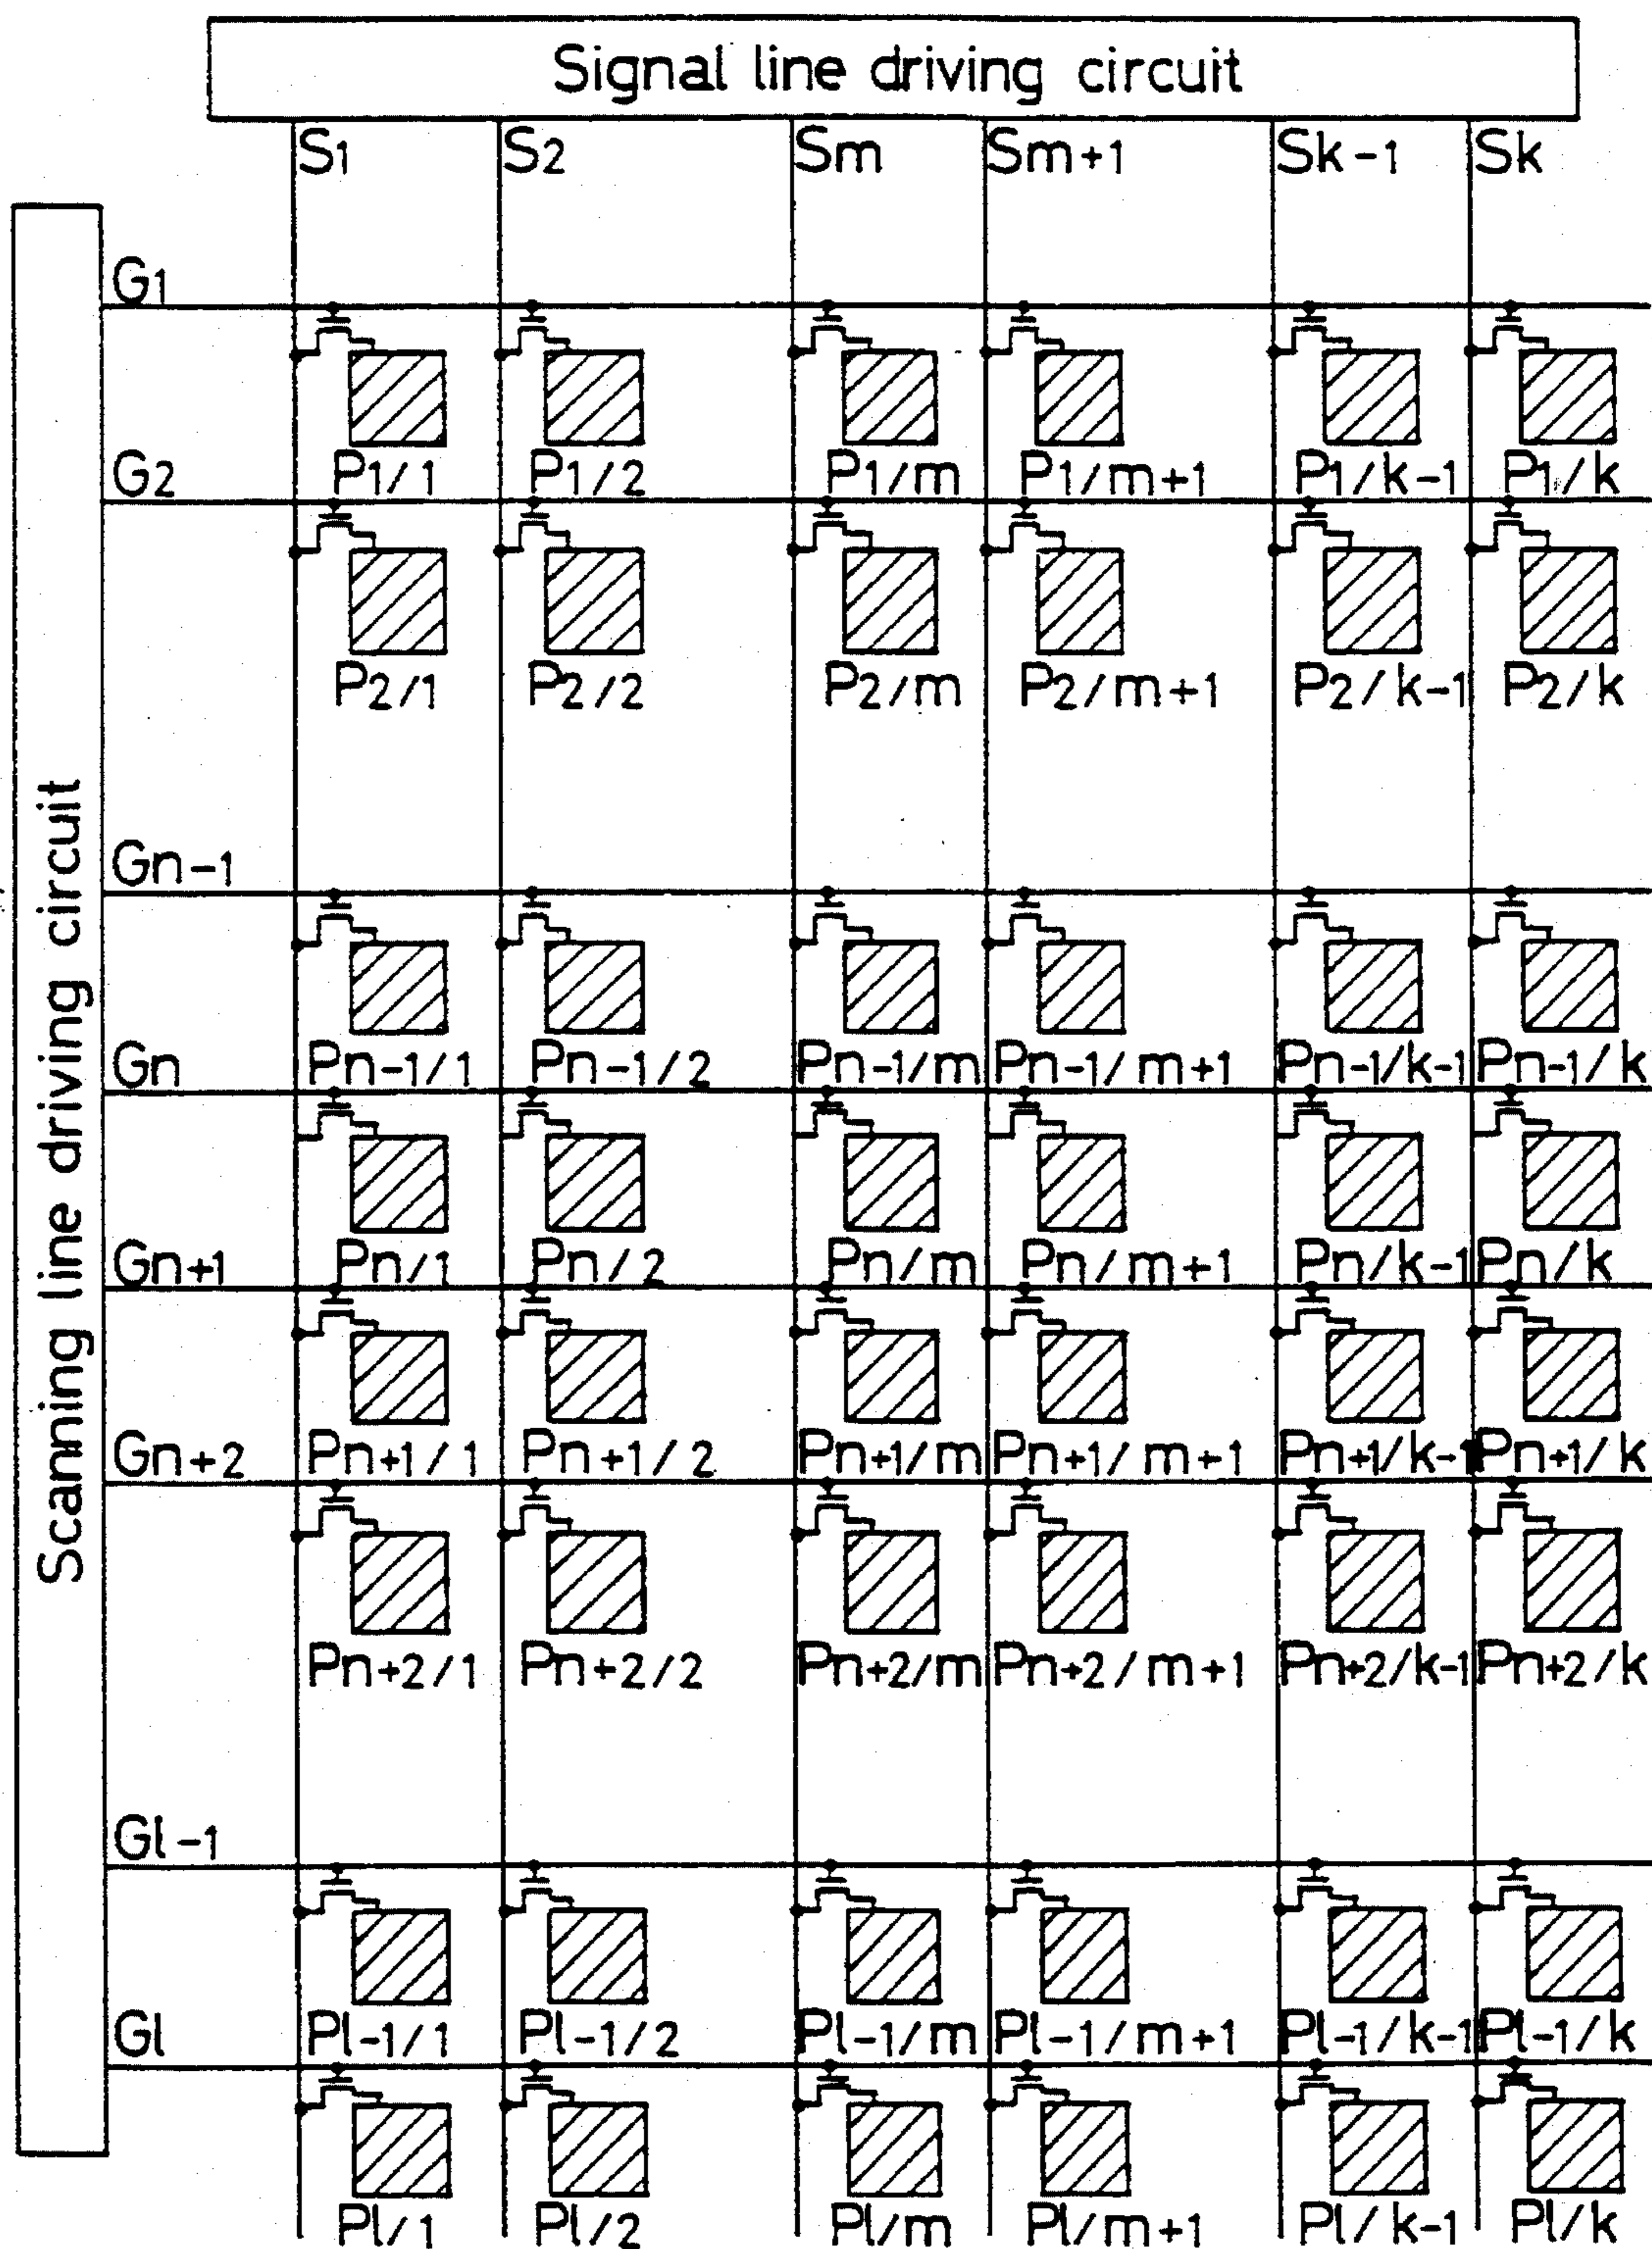 Signal line driving circuit
S1 S2 Sm Sm+1 Sk-1 Sk
Scanning line driving circuit
G1
P1/1 P1/2 P1/m P1/m+1 P1/k-1 P1/k
G2
P2/1 P2/2 P2/m P2/m+1 P2/k-1 P2/k
Gn-1
Pn-1/1 Pn-1/2 Pn-1/m Pn-1/m+1 Pn-1/k-1 Pn-1/k
Gn
Pn/1 Pn/2 Pn/m Pn/m+1 Pn/k-1 Pn/k
Gn+1
Pn+1/1 Pn+1/2 Pn+1/m Pn+1/m+1 Pn+1/k-1 Pn+1/k
Gn+2
Pn+2/1 Pn+2/2 Pn+2/m Pn+2/m+1 Pn+2/k-1 Pn+2/k
Gl-1
Pl-1/1 Pl-1/2 Pl-1/m Pl-1/m+1 Pl-1/k-1 Pl-1/k
Gl
Pl/1 Pl/2 Pl/m Pl/m+1 Pl/k-1 Pl/k